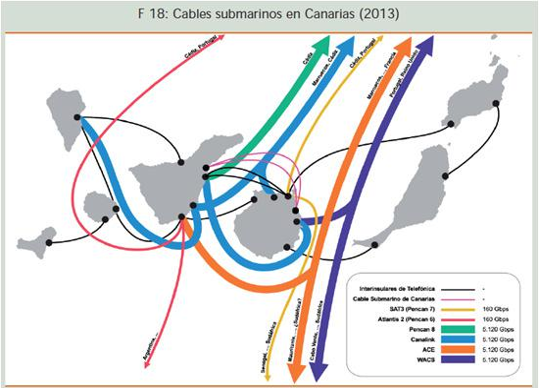 F 18: Cables submarinos en Canarias (2013)
Cádiz, Portugal
Cádiz
Marruecos, Cádiz
Cádiz, Portugal
Marruecos, ... Francia
Portugal, Reino Unido
Argentina, ...
Senegal, ... Sudáfrica
Mauritania, ... ¿Sudáfrica?
Cabo Verde, ... Sudáfrica
Interinsulares de Telefónica -
Cable Submarino de Canarias -
SAT3 (Pencan 7) 160 Gbps
Atlantis 2 (Pencan 6) 160 Gbps
Pencan 8 5.120 Gbps
Canalink 5.120 Gbps
ACE 5.120 Gbps
WACS 5.120 Gbps